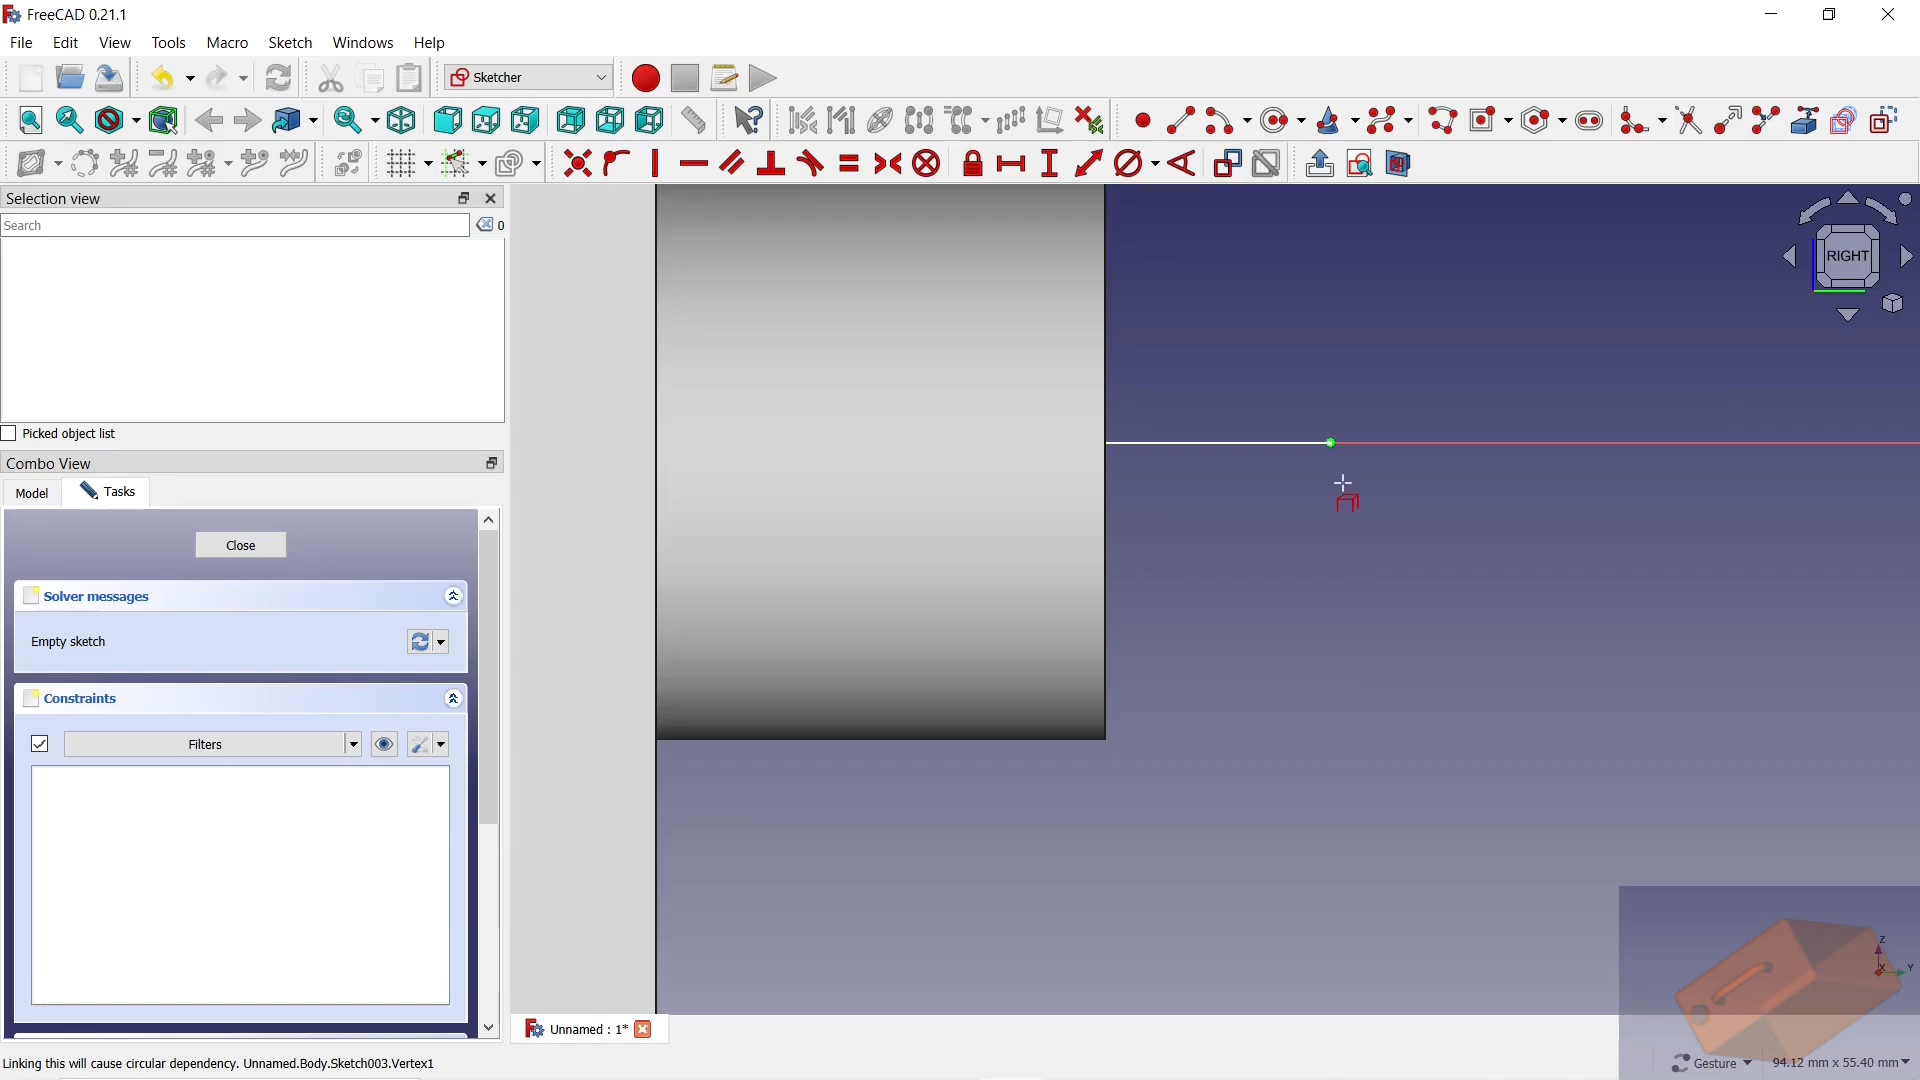 FreeCAD 0.21.1
File Edit View Tools Macro Sketch Windows Help
Sketcher
Selection view
Search
0
Picked object list
Combo View
Model
Tasks
Close
Solver messages
Empty sketch
Constraints
Filters
RIGHT
Z
X
Y
Unnamed : 1*
Linking this will cause circular dependency. Unnamed.Body.Sketch003.Vertex1
Gesture
94.12 mm x 55.40 mm